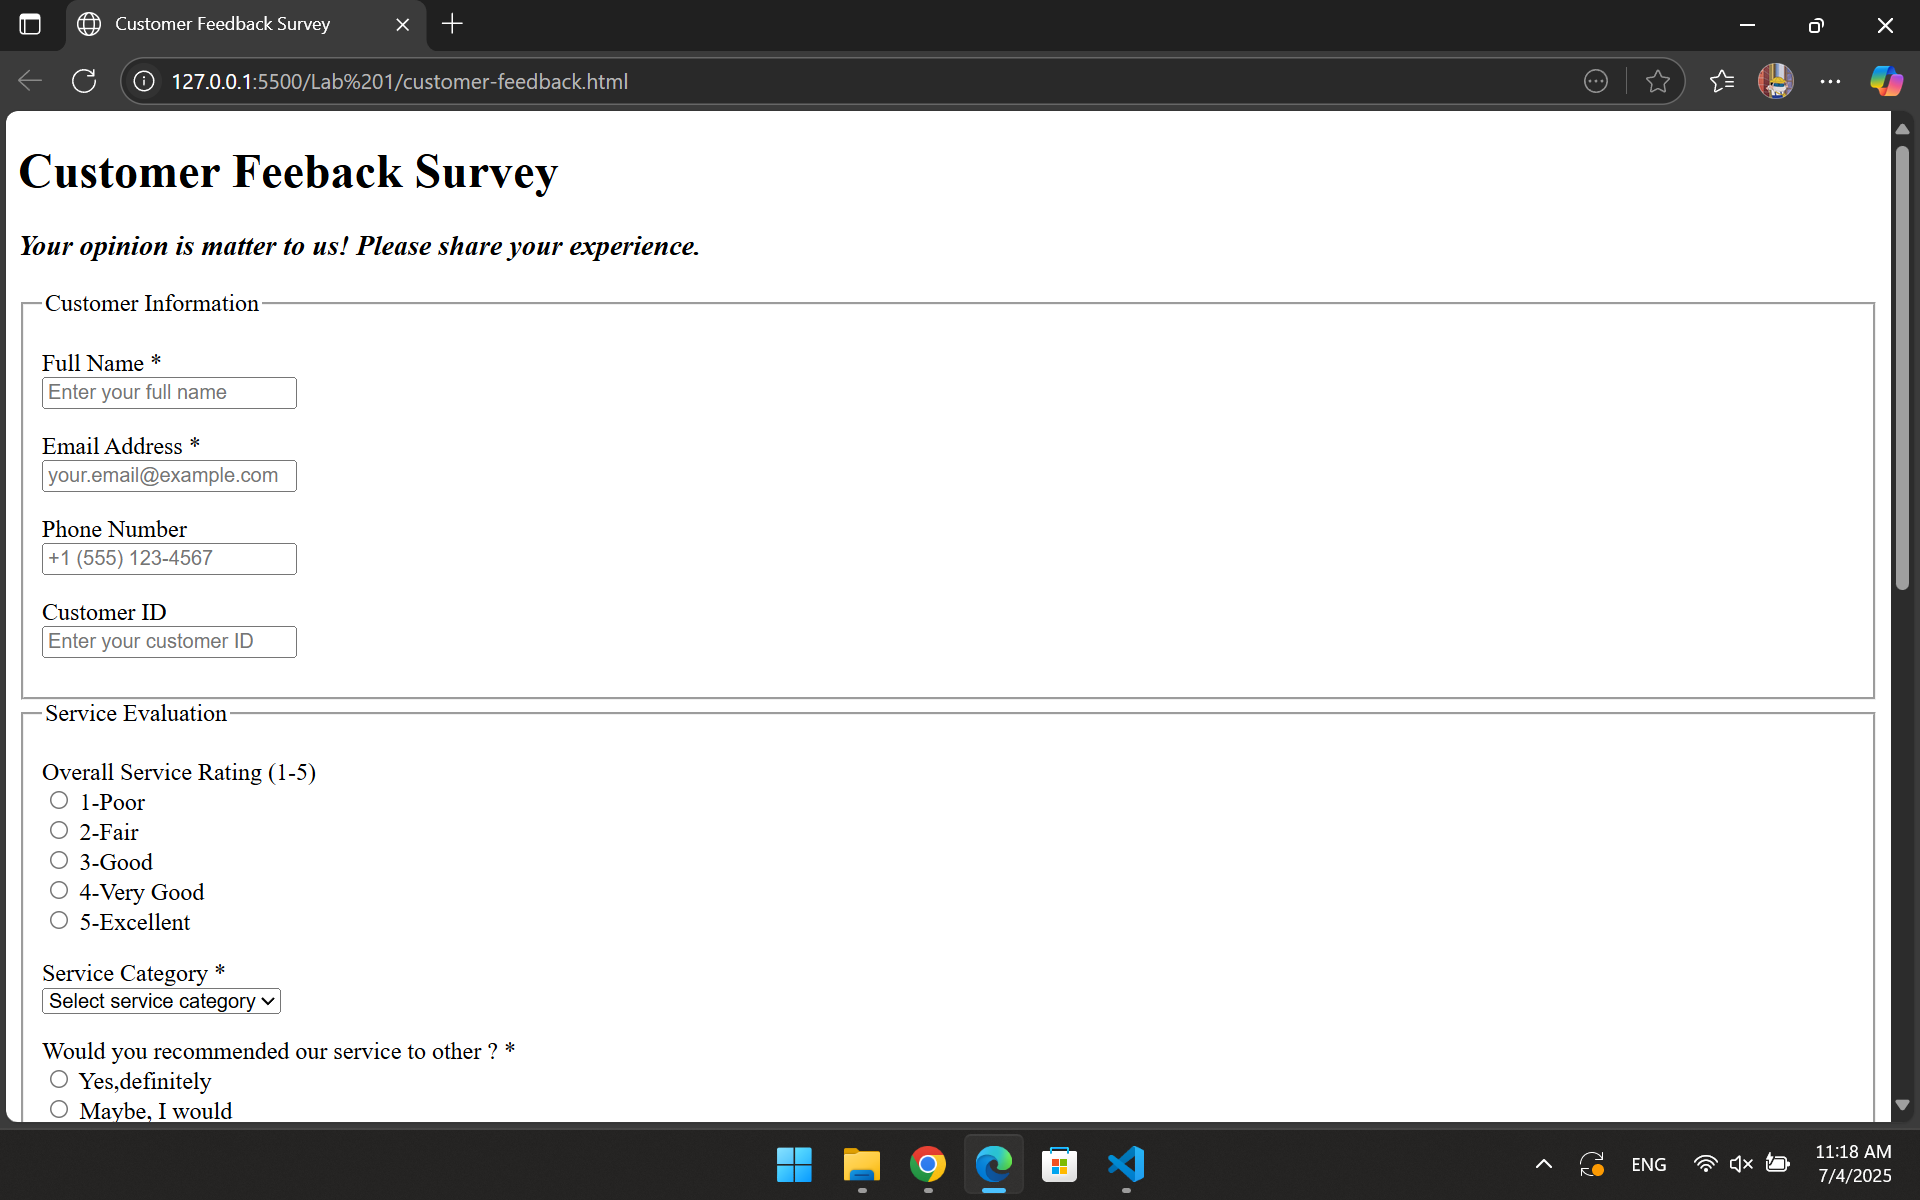 Customer Feedback Survey
127.0.0.1:5500/Lab%201/customer-feedback.html
Customer Feeback Survey
Your opinion is matter to us! Please share your experience.
Customer Information
Full Name *
Enter your full name
Email Address *
your.email@example.com
Phone Number
+1 (555) 123-4567
Customer ID
Enter your customer ID
Service Evaluation
Overall Service Rating (1-5)
1-Poor
2-Fair
3-Good
4-Very Good
5-Excellent
Service Category *
Select service category
Would you recommended our service to other ? *
Yes,definitely
Maybe, I would
ENG
11:18 AM
7/4/2025